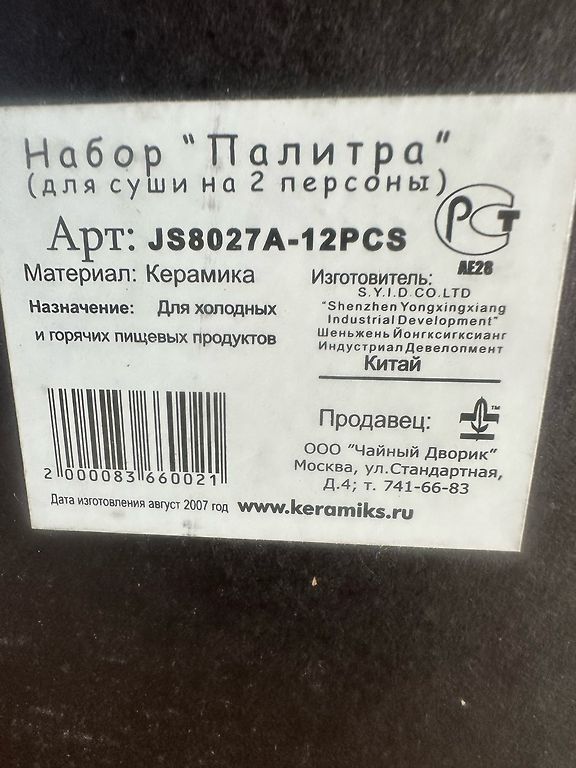 Набор "Палитра"
(для суши на 2 персоны)
РСТ
АЕ28
Арт: JS8027A-12PCS
Материал: Керамика
Назначение: Для холодных
и горячих пищевых продуктов
Изготовитель:
S.Y.I.D.CO.LTD
"Shenzhen Yongxingxiang
Industrial Development"
Шеньжень Йонгксигксианг
Индустриал Девелопмент
Китай
Продавец:
TM
ООО "Чайный Дворик"
Москва, ул.Стандартная,
Д.4; т. 741-66-83
2 000083 660021
Дата изготовления август 2007 год www.keramiks.ru